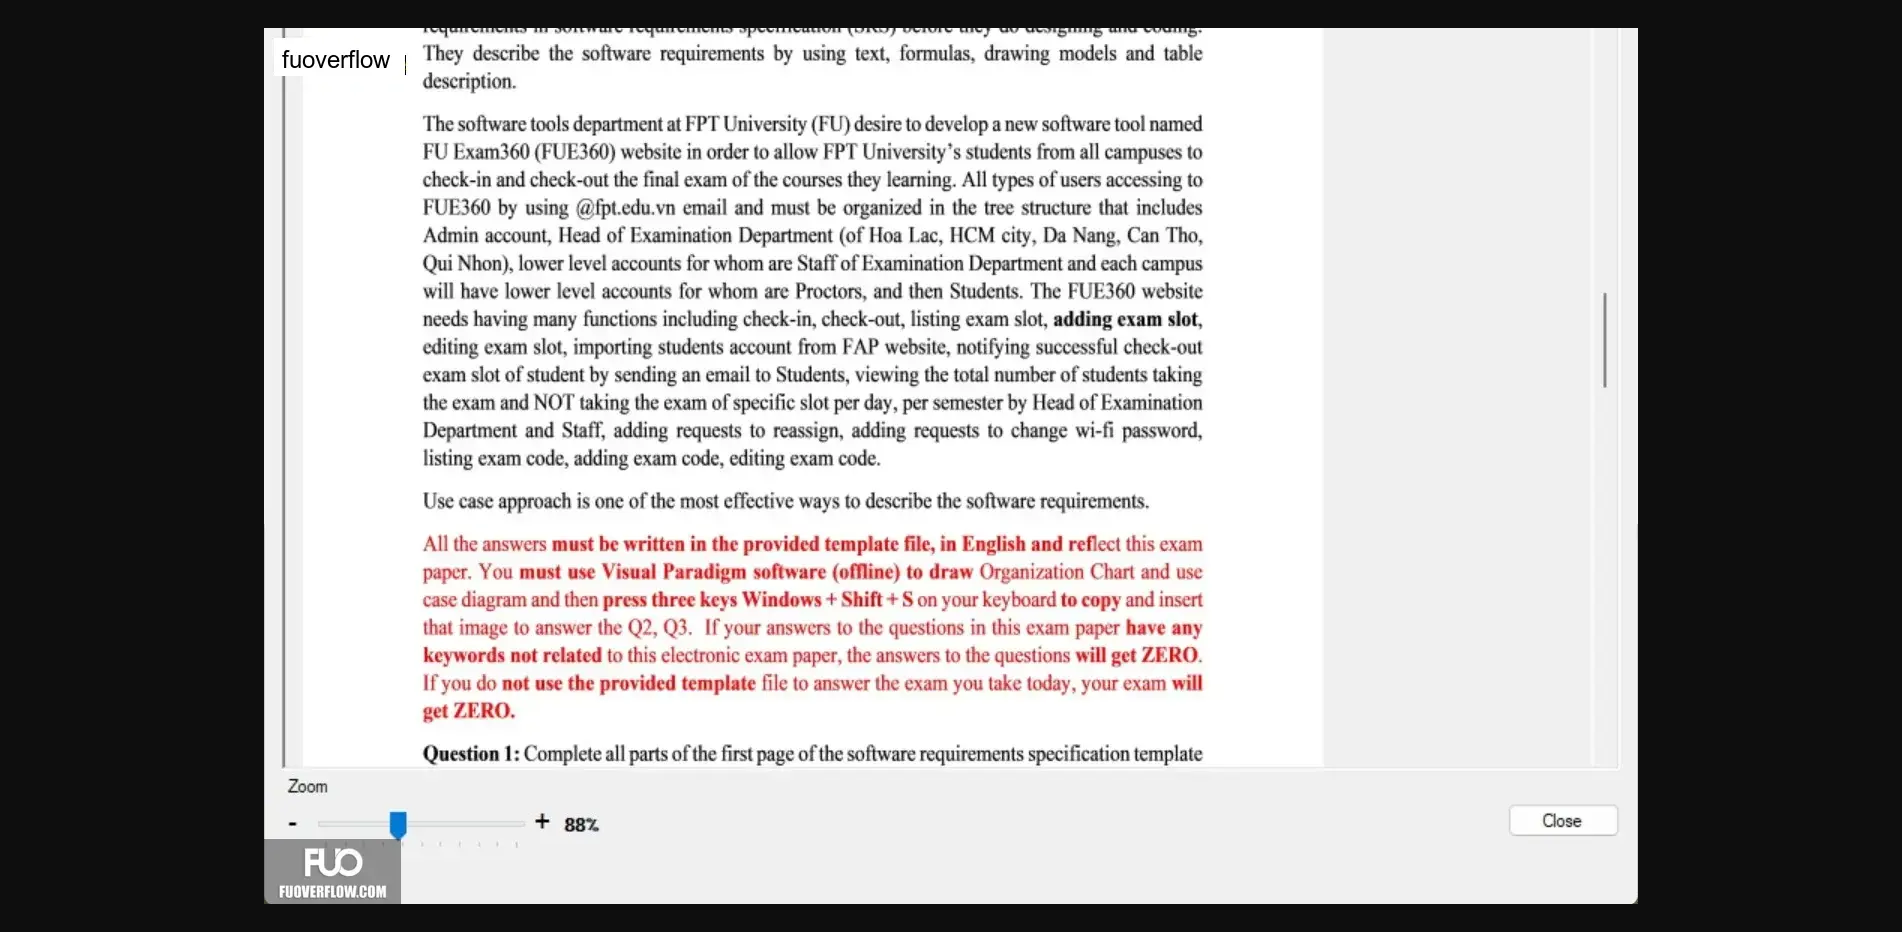 requirements in software requirements specification (SRS) before they do designing and coding.
fuoverflow
They describe the software requirements by using text, formulas, drawing models and table
description.
The software tools department at FPT University (FU) desire to develop a new software tool named
FU Exam360 (FUE360) website in order to allow FPT University's students from all campuses to
check-in and check-out the final exam of the courses they learning. All types of users accessing to
FUE360 by using @fpt.edu.vn email and must be organized in the tree structure that includes
Admin account, Head of Examination Department (of Hoa Lac, HCM city, Da Nang, Can Tho,
Qui Nhon), lower level accounts for whom are Staff of Examination Department and each campus
will have lower level accounts for whom are Proctors, and then Students. The FUE360 website
needs having many functions including check-in, check-out, listing exam slot, adding exam slot,
editing exam slot, importing students account from FAP website, notifying successful check-out
exam slot of student by sending an email to Students, viewing the total number of students taking
the exam and NOT taking the exam of specific slot per day, per semester by Head of Examination
Department and Staff, adding requests to reassign, adding requests to change wi-fi password,
listing exam code, adding exam code, editing exam code.
Use case approach is one of the most effective ways to describe the software requirements.
All the answers must be written in the provided template file, in English and reflect this exam
paper. You must use Visual Paradigm software (offline) to draw Organization Chart and use
case diagram and then press three keys Windows + Shift + S on your keyboard to copy and insert
that image to answer the Q2, Q3. If your answers to the questions in this exam paper have any
keywords not related to this electronic exam paper, the answers to the questions will get ZERO.
If you do not use the provided template file to answer the exam you take today, your exam will
get ZERO.
Question 1: Complete all parts of the first page of the software requirements specification template
Zoom
- + 88%
Close
FUO
FUOVERFLOW.COM